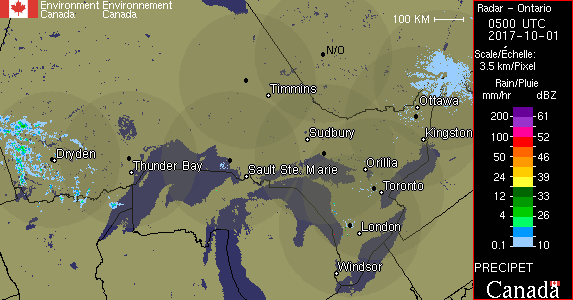 Environment Environnement
Canada Canada
100 KM
N/O
Timmins
Ottawa
Sudbury
Kingston
Dryden
Thunder Bay
Sault Ste. Marie
Orillia
Toronto
London
Windsor
Radar - Ontario
0500 UTC
2017-10-01
Scale/Échelle:
3.5 km/Pixel
Rain/Pluie
mm/hr dBZ
200 61
100 52
50 46
24 39
12 33
4 26
0.1 10
PRECIPET
Canada